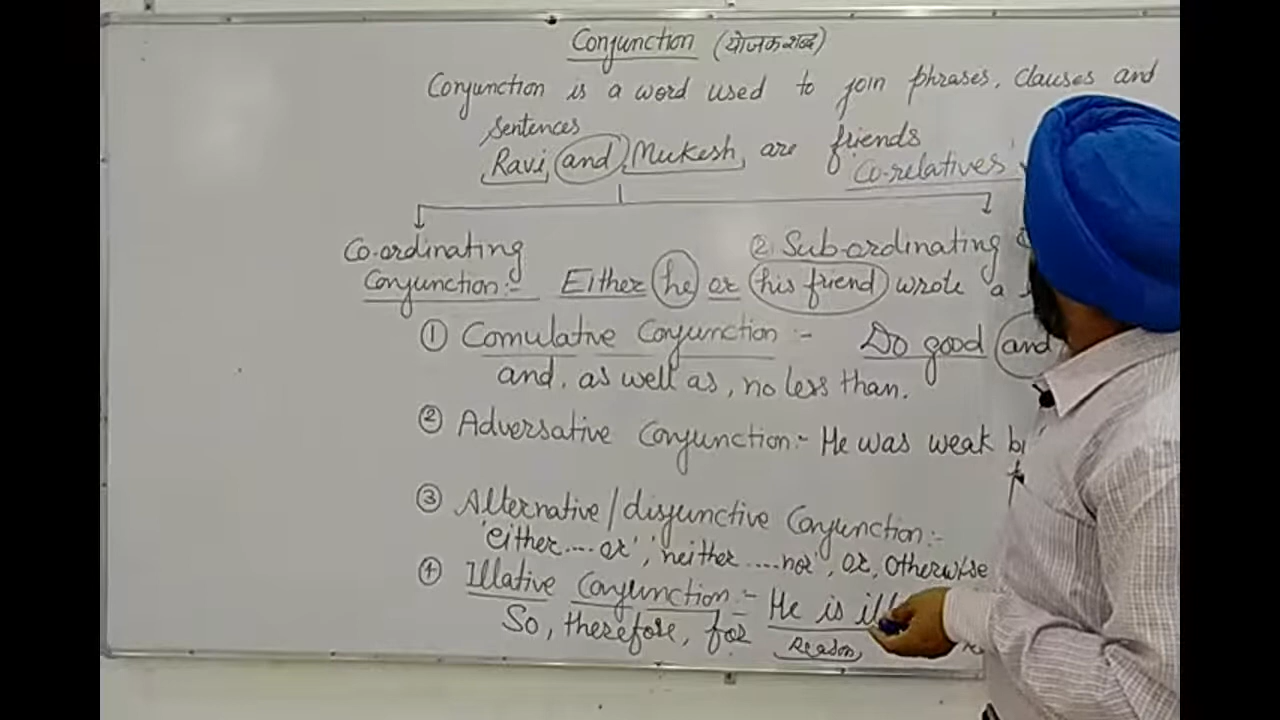 Conjunction (योजक शब्द)
Conjunction is a word used to join phrases, clauses and
sentences
Ravi and Mukesh, are friends
'Co-relatives'
Co-ordinating
Conjunction:-
② Sub-ordinating
Either he or his friend wrote a
① Comulative Conjunction :- Do good and
and, as well as, no less than.
② Adversative Conjunction:- He was weak
③ Alternative/disjunctive Conjunction:-
'either....or', 'neither....nor', or, otherwise
④ Illative Conjunction:- He is ill
So, therefore, for
Reason